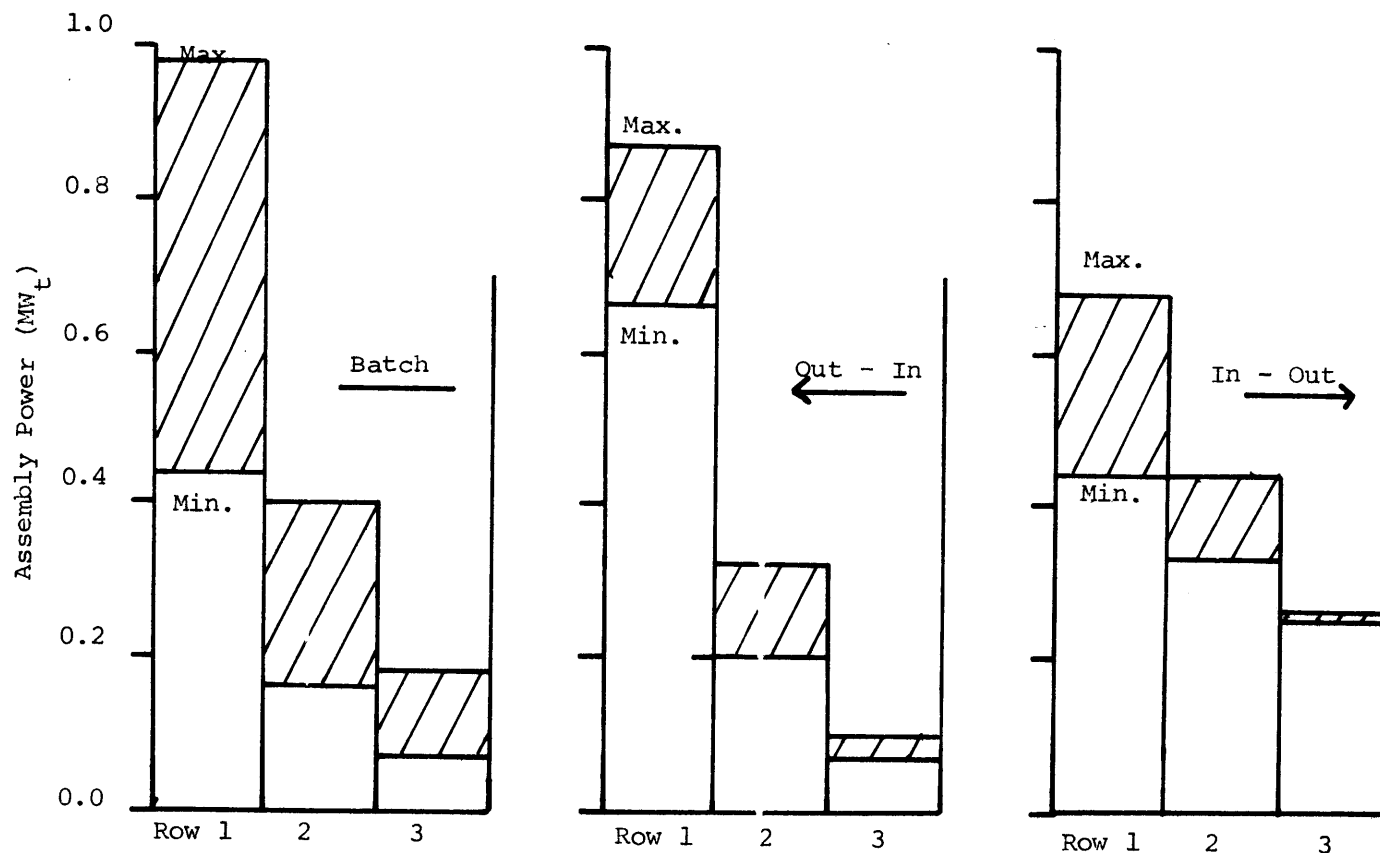 1.0
Max
0.8
0.6
0.4
0.2
0.0
Assembly Power (MWt)
Min.
Batch
Row 1 2 3
Max.
Min.
Out - In
Row 1 2 3
Max.
Min.
In - Out
Row 1 2 3